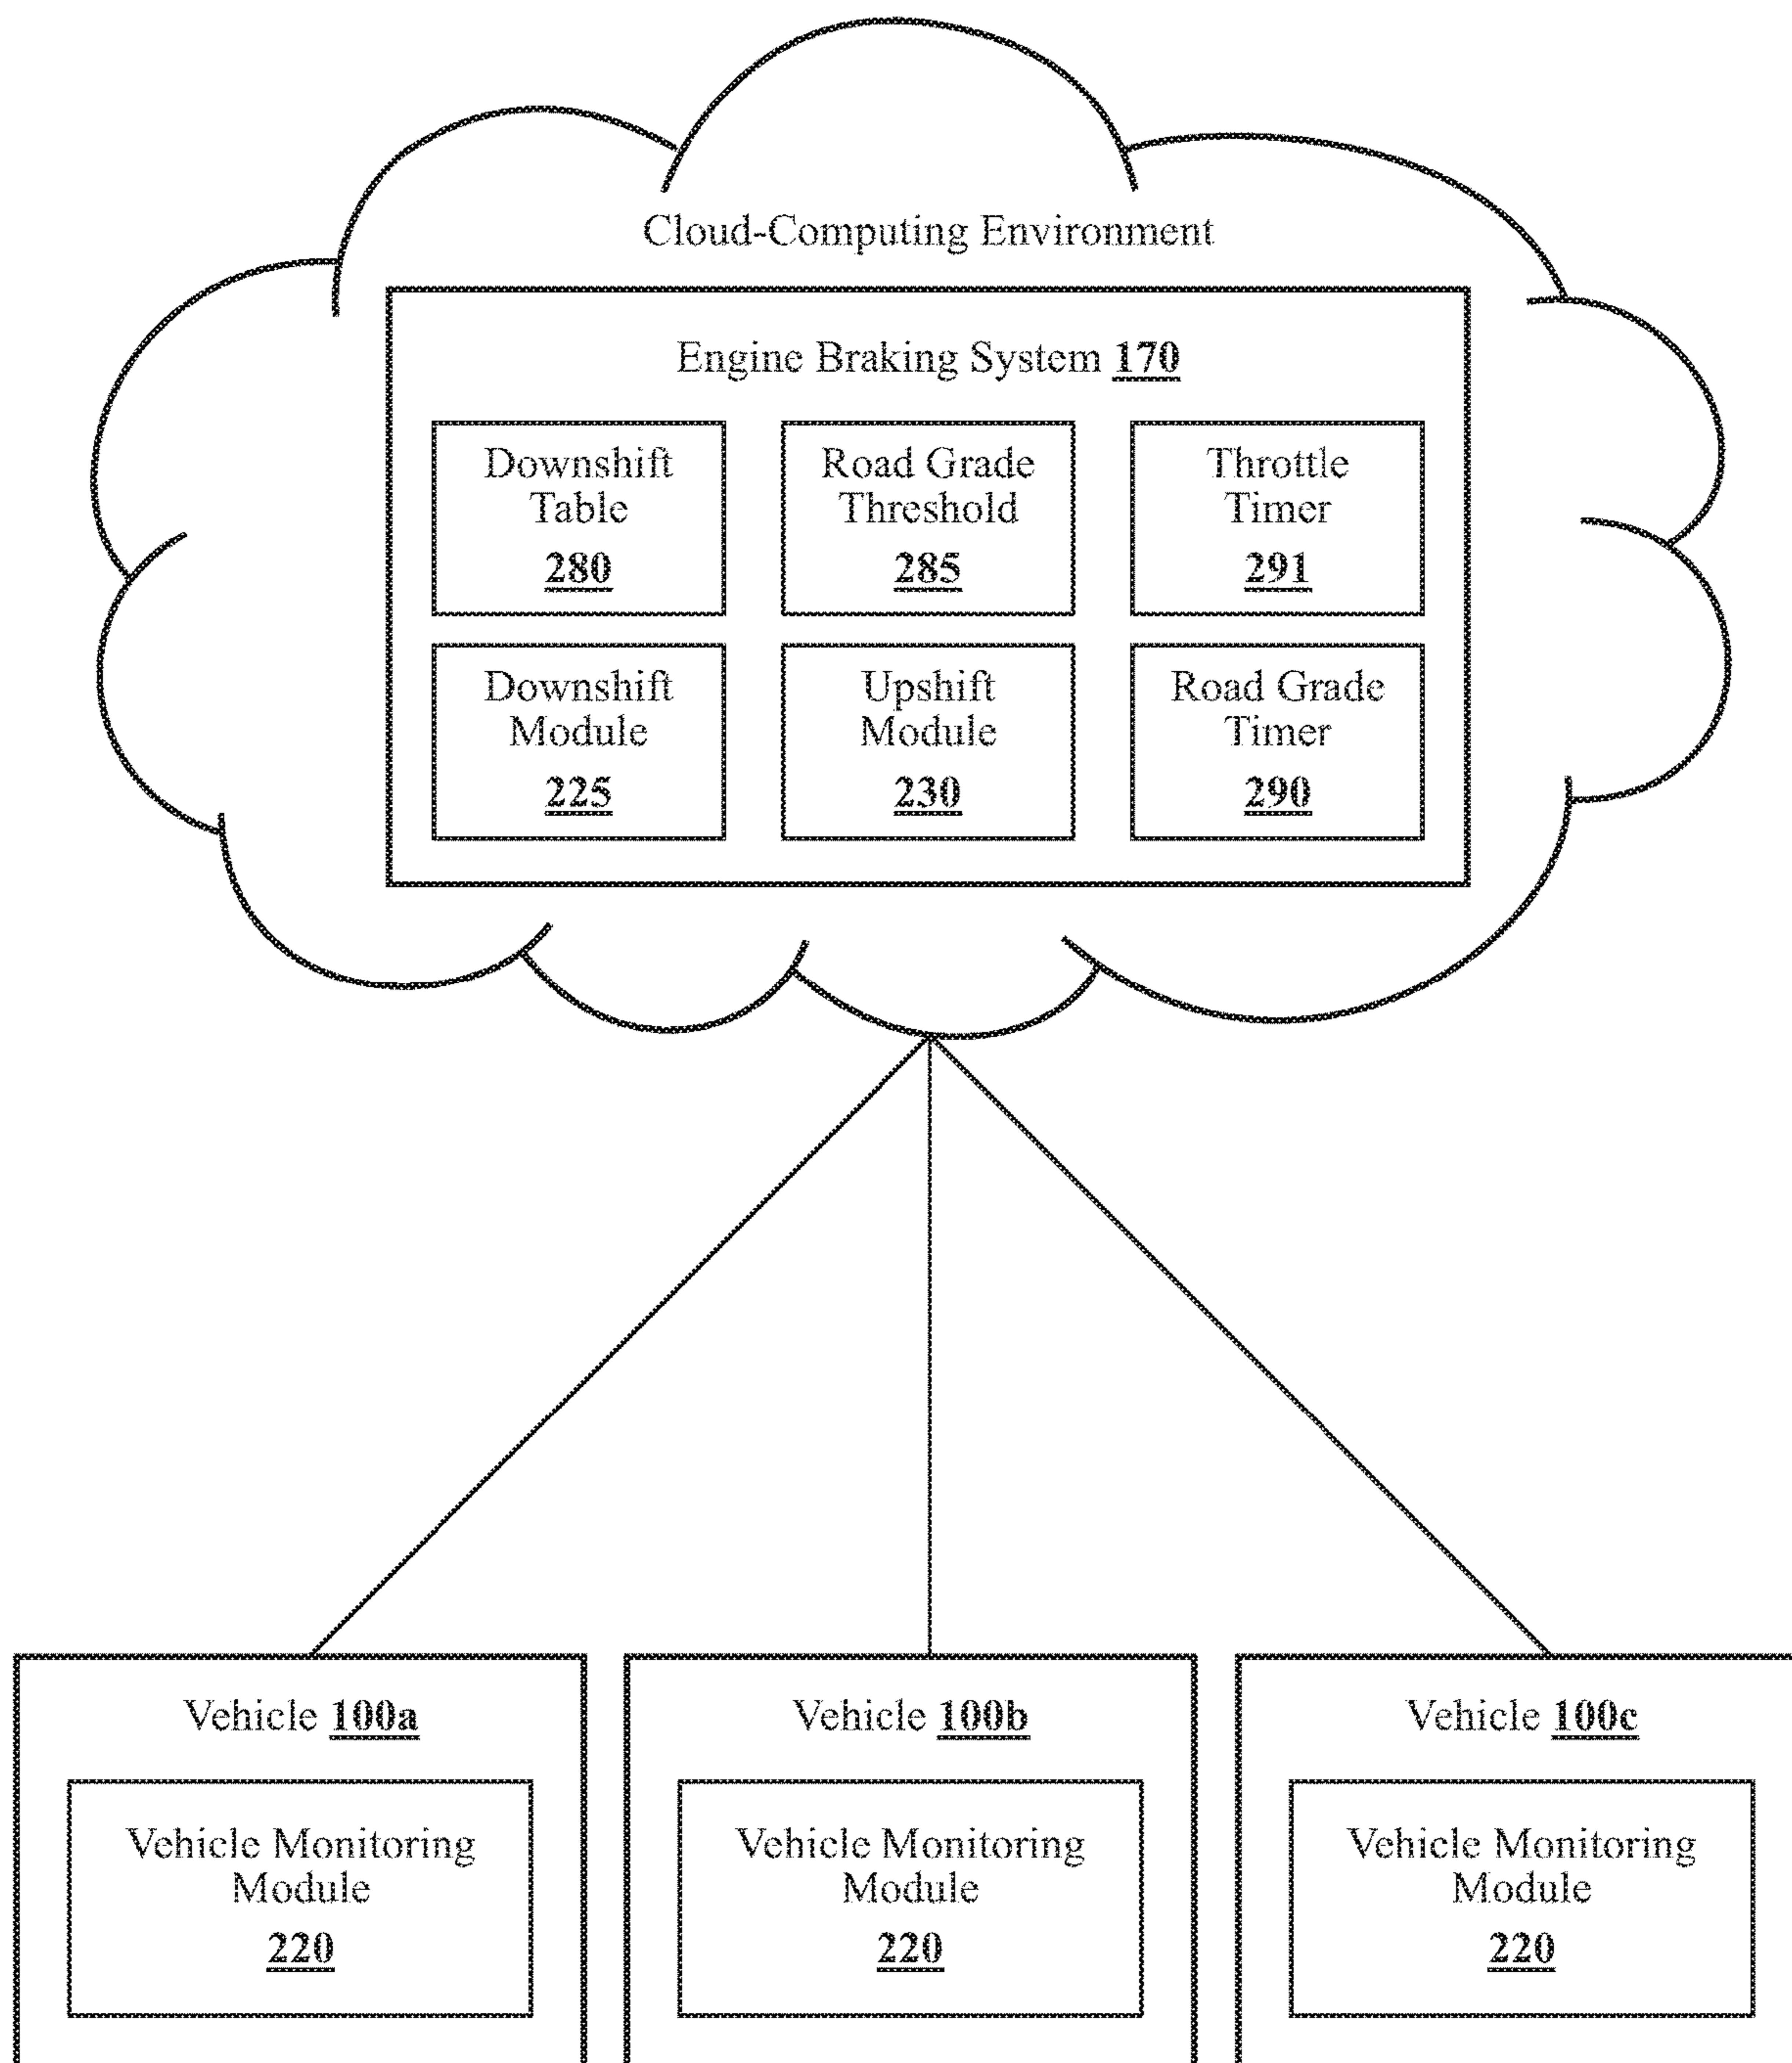 Cloud-Computing Environment
Engine Braking System 170
Downshift
Table
280
Road Grade
Threshold
285
Throttle
Timer
291
Downshift
Module
225
Upshift
Module
230
Road Grade
Timer
290
Vehicle 100a
Vehicle Monitoring
Module
220
Vehicle 100b
Vehicle Monitoring
Module
220
Vehicle 100c
Vehicle Monitoring
Module
220